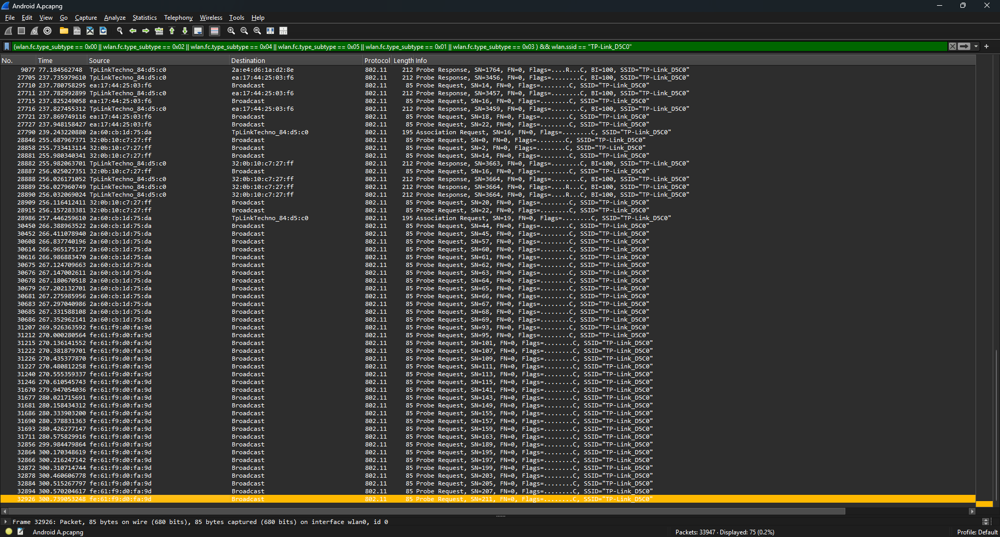 Android A.pcapng
File Edit View Go Capture Analyze Statistics Telephony Wireless Tools Help
(wlan.fc.type_subtype == 0x00 || wlan.fc.type_subtype == 0x02 || wlan.fc.type_subtype == 0x04 || wlan.fc.type_subtype == 0x05 || wlan.fc.type_subtype == 0x01 || wlan.fc.type_subtype == 0x03 ) && wlan.ssid == "TP-Link_D5C0"
No. Time Source Destination Protocol Length Info
9077 77.184562748 TpLinkTechno_84:d5:c0 2a:e4:d6:1a:d2:8e 802.11 212 Probe Response, SN=1764, FN=0, Flags=....R...C, BI=100, SSID="TP-Link_D5C0"
27705 237.735979610 TpLinkTechno_84:d5:c0 ea:17:44:25:03:f6 802.11 212 Probe Response, SN=3456, FN=0, Flags=........C, BI=100, SSID="TP-Link_D5C0"
27710 237.780758295 ea:17:44:25:03:f6 Broadcast 802.11 85 Probe Request, SN=14, FN=0, Flags=........C, SSID="TP-Link_D5C0"
27711 237.782992899 TpLinkTechno_84:d5:c0 ea:17:44:25:03:f6 802.11 212 Probe Response, SN=3457, FN=0, Flags=........C, BI=100, SSID="TP-Link_D5C0"
27715 237.825249058 ea:17:44:25:03:f6 Broadcast 802.11 85 Probe Request, SN=16, FN=0, Flags=........C, SSID="TP-Link_D5C0"
27716 237.827455312 TpLinkTechno_84:d5:c0 ea:17:44:25:03:f6 802.11 212 Probe Response, SN=3459, FN=0, Flags=........C, BI=100, SSID="TP-Link_D5C0"
27721 237.869749116 ea:17:44:25:03:f6 Broadcast 802.11 85 Probe Request, SN=18, FN=0, Flags=........C, SSID="TP-Link_D5C0"
27727 237.948158427 ea:17:44:25:03:f6 Broadcast 802.11 85 Probe Request, SN=22, FN=0, Flags=........C, SSID="TP-Link_D5C0"
27790 239.243220880 2a:60:cb:1d:75:da TpLinkTechno_84:d5:c0 802.11 195 Association Request, SN=16, FN=0, Flags=........C, SSID="TP-Link_D5C0"
28846 255.687967371 32:0b:10:c7:27:ff Broadcast 802.11 85 Probe Request, SN=0, FN=0, Flags=........C, SSID="TP-Link_D5C0"
28858 255.733413114 32:0b:10:c7:27:ff Broadcast 802.11 85 Probe Request, SN=2, FN=0, Flags=........C, SSID="TP-Link_D5C0"
28881 255.980340341 32:0b:10:c7:27:ff Broadcast 802.11 85 Probe Request, SN=14, FN=0, Flags=........C, SSID="TP-Link_D5C0"
28882 255.982063701 TpLinkTechno_84:d5:c0 32:0b:10:c7:27:ff 802.11 212 Probe Response, SN=3663, FN=0, Flags=........C, BI=100, SSID="TP-Link_D5C0"
28887 256.025027351 32:0b:10:c7:27:ff Broadcast 802.11 85 Probe Request, SN=16, FN=0, Flags=........C, SSID="TP-Link_D5C0"
28888 256.026171052 TpLinkTechno_84:d5:c0 32:0b:10:c7:27:ff 802.11 212 Probe Response, SN=3664, FN=0, Flags=........C, BI=100, SSID="TP-Link_D5C0"
28889 256.027960749 TpLinkTechno_84:d5:c0 32:0b:10:c7:27:ff 802.11 212 Probe Response, SN=3664, FN=0, Flags=....R...C, BI=100, SSID="TP-Link_D5C0"
28890 256.032069024 TpLinkTechno_84:d5:c0 32:0b:10:c7:27:ff 802.11 212 Probe Response, SN=3664, FN=0, Flags=....R...C, BI=100, SSID="TP-Link_D5C0"
28909 256.116412411 32:0b:10:c7:27:ff Broadcast 802.11 85 Probe Request, SN=20, FN=0, Flags=........C, SSID="TP-Link_D5C0"
28915 256.157283381 32:0b:10:c7:27:ff Broadcast 802.11 85 Probe Request, SN=22, FN=0, Flags=........C, SSID="TP-Link_D5C0"
28986 257.446259610 2a:60:cb:1d:75:da TpLinkTechno_84:d5:c0 802.11 195 Association Request, SN=19, FN=0, Flags=........C, SSID="TP-Link_D5C0"
30450 266.388963522 2a:60:cb:1d:75:da Broadcast 802.11 85 Probe Request, SN=44, FN=0, Flags=........C, SSID="TP-Link_D5C0"
30452 266.411078940 2a:60:cb:1d:75:da Broadcast 802.11 85 Probe Request, SN=45, FN=0, Flags=........C, SSID="TP-Link_D5C0"
30608 266.837740196 2a:60:cb:1d:75:da Broadcast 802.11 85 Probe Request, SN=57, FN=0, Flags=........C, SSID="TP-Link_D5C0"
30614 266.965175177 2a:60:cb:1d:75:da Broadcast 802.11 85 Probe Request, SN=60, FN=0, Flags=........C, SSID="TP-Link_D5C0"
30616 266.986883470 2a:60:cb:1d:75:da Broadcast 802.11 85 Probe Request, SN=61, FN=0, Flags=........C, SSID="TP-Link_D5C0"
30675 267.124709663 2a:60:cb:1d:75:da Broadcast 802.11 85 Probe Request, SN=62, FN=0, Flags=........C, SSID="TP-Link_D5C0"
30676 267.147002611 2a:60:cb:1d:75:da Broadcast 802.11 85 Probe Request, SN=63, FN=0, Flags=........C, SSID="TP-Link_D5C0"
30678 267.180670518 2a:60:cb:1d:75:da Broadcast 802.11 85 Probe Request, SN=64, FN=0, Flags=........C, SSID="TP-Link_D5C0"
30679 267.202132701 2a:60:cb:1d:75:da Broadcast 802.11 85 Probe Request, SN=65, FN=0, Flags=........C, SSID="TP-Link_D5C0"
30681 267.275985956 2a:60:cb:1d:75:da Broadcast 802.11 85 Probe Request, SN=66, FN=0, Flags=........C, SSID="TP-Link_D5C0"
30683 267.297040986 2a:60:cb:1d:75:da Broadcast 802.11 85 Probe Request, SN=67, FN=0, Flags=........C, SSID="TP-Link_D5C0"
30685 267.331588108 2a:60:cb:1d:75:da Broadcast 802.11 85 Probe Request, SN=68, FN=0, Flags=........C, SSID="TP-Link_D5C0"
30686 267.352962141 2a:60:cb:1d:75:da Broadcast 802.11 85 Probe Request, SN=69, FN=0, Flags=........C, SSID="TP-Link_D5C0"
31207 269.926363592 fe:61:f9:d0:fa:9d Broadcast 802.11 85 Probe Request, SN=93, FN=0, Flags=........C, SSID="TP-Link_D5C0"
31212 270.000280564 fe:61:f9:d0:fa:9d Broadcast 802.11 85 Probe Request, SN=95, FN=0, Flags=........C, SSID="TP-Link_D5C0"
31215 270.136141552 fe:61:f9:d0:fa:9d Broadcast 802.11 85 Probe Request, SN=101, FN=0, Flags=........C, SSID="TP-Link_D5C0"
31222 270.381879701 fe:61:f9:d0:fa:9d Broadcast 802.11 85 Probe Request, SN=107, FN=0, Flags=........C, SSID="TP-Link_D5C0"
31226 270.435377870 fe:61:f9:d0:fa:9d Broadcast 802.11 85 Probe Request, SN=109, FN=0, Flags=........C, SSID="TP-Link_D5C0"
31227 270.480812258 fe:61:f9:d0:fa:9d Broadcast 802.11 85 Probe Request, SN=111, FN=0, Flags=........C, SSID="TP-Link_D5C0"
31240 270.555359337 fe:61:f9:d0:fa:9d Broadcast 802.11 85 Probe Request, SN=113, FN=0, Flags=........C, SSID="TP-Link_D5C0"
31246 270.610545743 fe:61:f9:d0:fa:9d Broadcast 802.11 85 Probe Request, SN=115, FN=0, Flags=........C, SSID="TP-Link_D5C0"
31670 279.947054036 fe:61:f9:d0:fa:9d Broadcast 802.11 85 Probe Request, SN=141, FN=0, Flags=........C, SSID="TP-Link_D5C0"
31677 280.021715691 fe:61:f9:d0:fa:9d Broadcast 802.11 85 Probe Request, SN=143, FN=0, Flags=........C, SSID="TP-Link_D5C0"
31681 280.158434312 fe:61:f9:d0:fa:9d Broadcast 802.11 85 Probe Request, SN=149, FN=0, Flags=........C, SSID="TP-Link_D5C0"
31686 280.333903200 fe:61:f9:d0:fa:9d Broadcast 802.11 85 Probe Request, SN=155, FN=0, Flags=........C, SSID="TP-Link_D5C0"
31690 280.378831363 fe:61:f9:d0:fa:9d Broadcast 802.11 85 Probe Request, SN=157, FN=0, Flags=........C, SSID="TP-Link_D5C0"
31693 280.426277147 fe:61:f9:d0:fa:9d Broadcast 802.11 85 Probe Request, SN=159, FN=0, Flags=........C, SSID="TP-Link_D5C0"
31711 280.575829916 fe:61:f9:d0:fa:9d Broadcast 802.11 85 Probe Request, SN=163, FN=0, Flags=........C, SSID="TP-Link_D5C0"
32856 299.984479864 fe:61:f9:d0:fa:9d Broadcast 802.11 85 Probe Request, SN=189, FN=0, Flags=........C, SSID="TP-Link_D5C0"
32864 300.170348619 fe:61:f9:d0:fa:9d Broadcast 802.11 85 Probe Request, SN=195, FN=0, Flags=........C, SSID="TP-Link_D5C0"
32866 300.216247142 fe:61:f9:d0:fa:9d Broadcast 802.11 85 Probe Request, SN=197, FN=0, Flags=........C, SSID="TP-Link_D5C0"
32872 300.310714744 fe:61:f9:d0:fa:9d Broadcast 802.11 85 Probe Request, SN=199, FN=0, Flags=........C, SSID="TP-Link_D5C0"
32878 300.460606778 fe:61:f9:d0:fa:9d Broadcast 802.11 85 Probe Request, SN=203, FN=0, Flags=........C, SSID="TP-Link_D5C0"
32884 300.515267797 fe:61:f9:d0:fa:9d Broadcast 802.11 85 Probe Request, SN=205, FN=0, Flags=........C, SSID="TP-Link_D5C0"
32894 300.570204617 fe:61:f9:d0:fa:9d Broadcast 802.11 85 Probe Request, SN=207, FN=0, Flags=........C, SSID="TP-Link_D5C0"
32926 300.739053248 fe:61:f9:d0:fa:9d Broadcast 802.11 85 Probe Request, SN=211, FN=0, Flags=........C, SSID="TP-Link_D5C0"
Frame 32926: Packet, 85 bytes on wire (680 bits), 85 bytes captured (680 bits) on interface wlan0, id 0
Android A.pcapng Packets: 33947 · Displayed: 75 (0.2%) Profile: Default